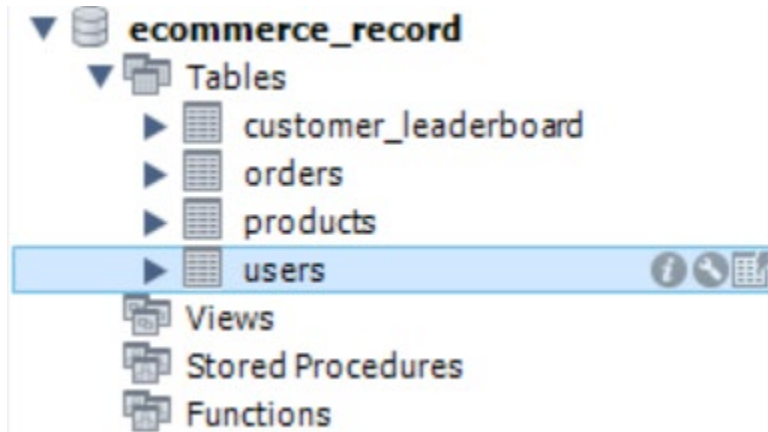 ecommerce_record
Tables
customer_leaderboard
orders
products
users
Views
Stored Procedures
Functions